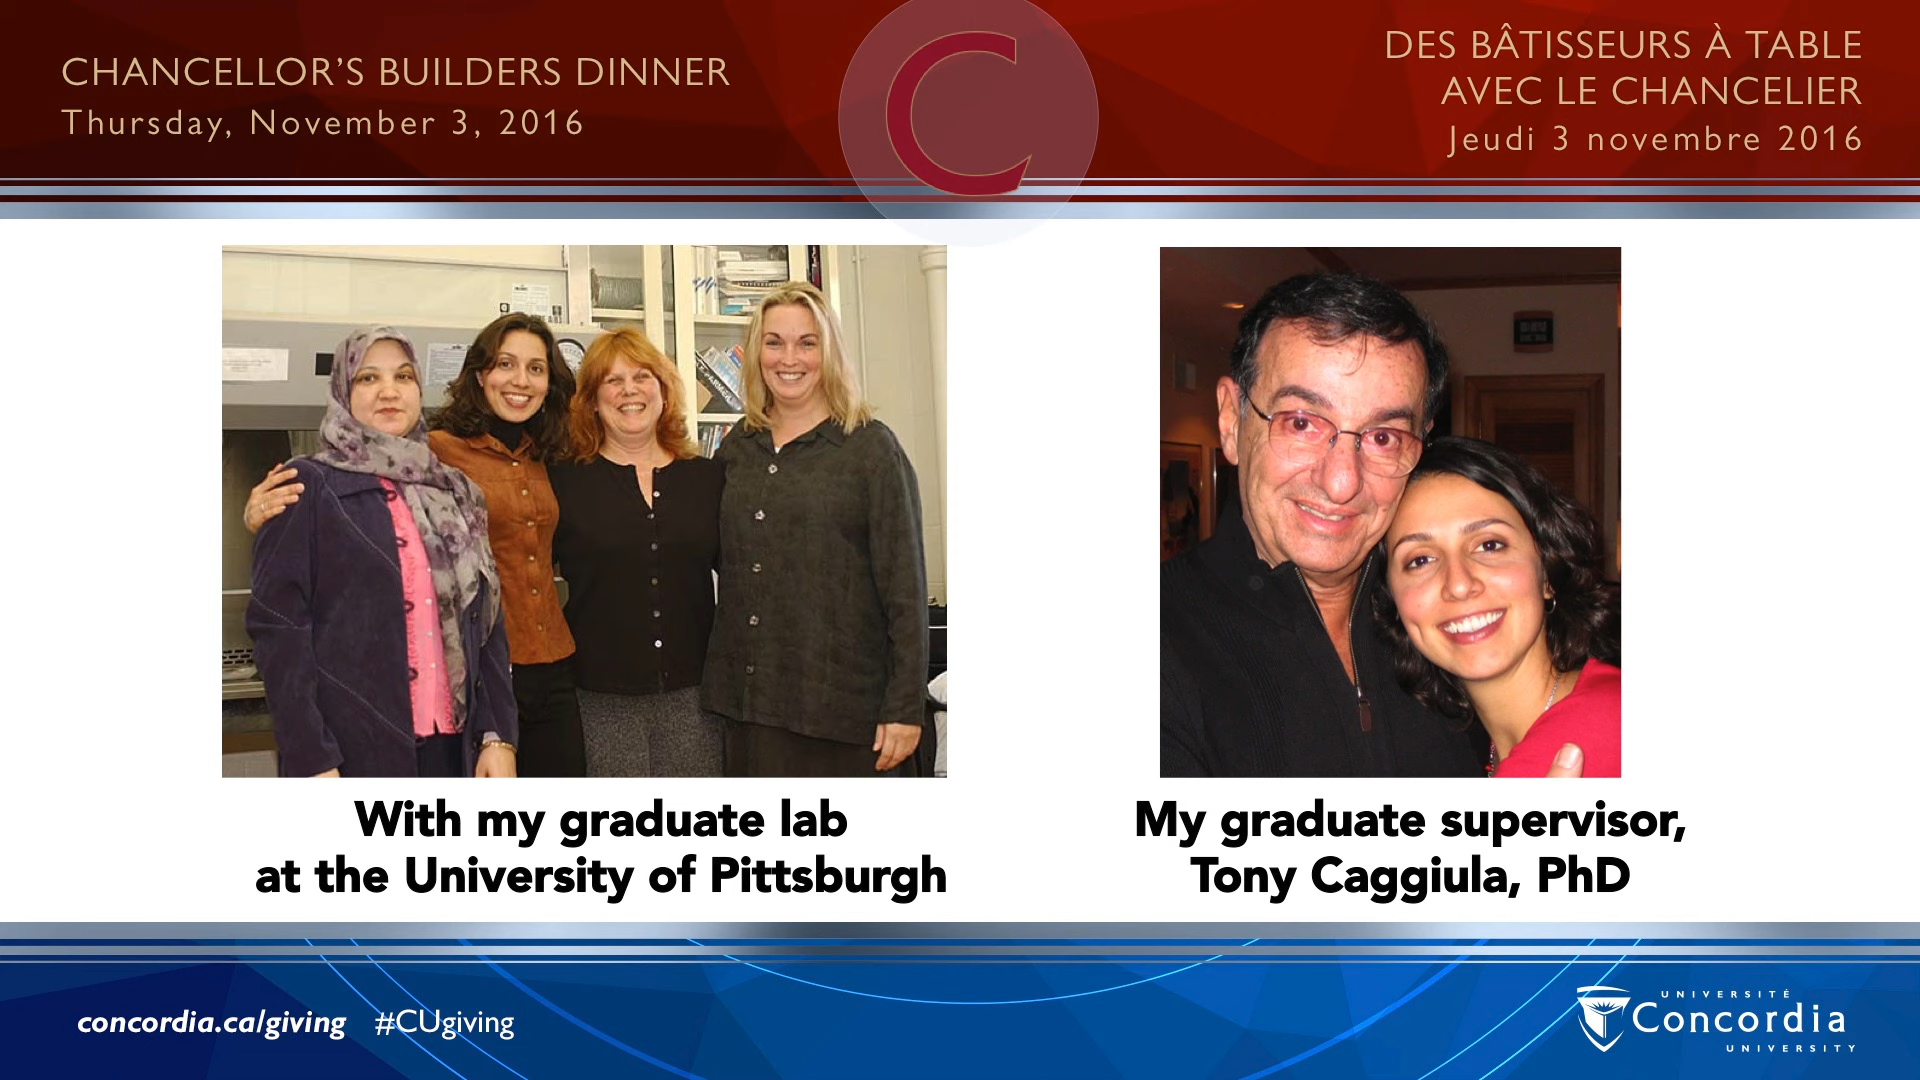 CHANCELLOR'S BUILDERS DINNER
Thursday, November 3, 2016
C
DES BÂTISSEURS À TABLE
AVEC LE CHANCELIER
Jeudi 3 novembre 2016
With my graduate lab
at the University of Pittsburgh
My graduate supervisor,
Tony Caggiula, PhD
concordia.ca/giving #CUgiving
UNIVERSITÉ
Concordia
UNIVERSITY